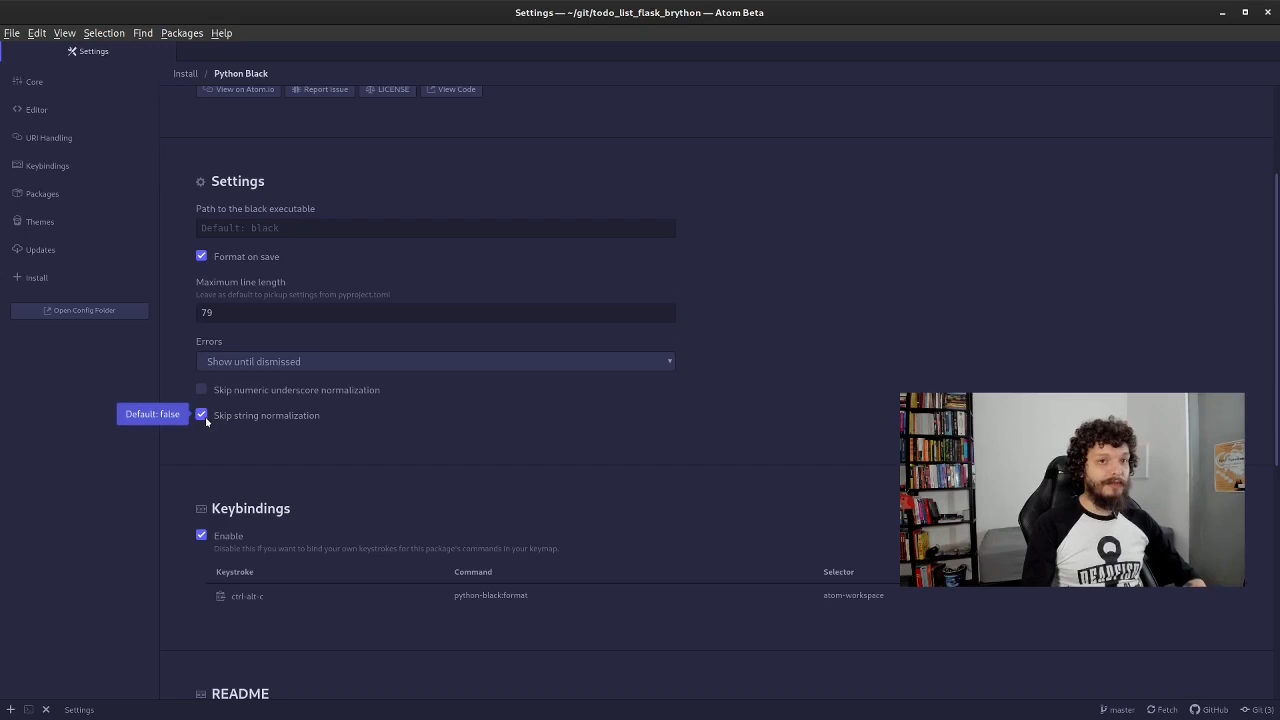 Settings — ~/git/todo_list_flask_brython — Atom Beta
File Edit View Selection Find Packages Help
Settings
Core
Editor
URI Handling
Keybindings
Packages
Themes
Updates
Install
Open Config Folder
Install / Python Black
View on Atom.io Report Issue LICENSE View Code
Settings
Path to the black executable
Default: black
Format on save
Maximum line length
Leave as default to pickup settings from pyproject.toml
79
Errors
Show until dismissed
Skip numeric underscore normalization
Default: false
Skip string normalization
Keybindings
Enable
Disable this if you want to bind your own keystrokes for this package's commands in your keymap.
Keystroke Command Selector
ctrl-alt-c python-black:format atom-workspace
README
DEADFISH
Settings master Fetch GitHub Git (3)